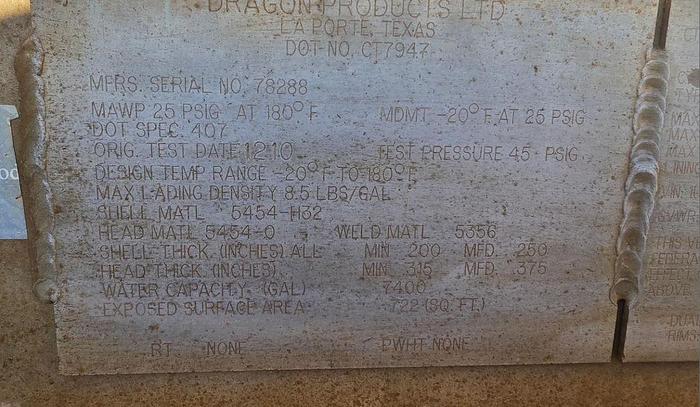 DRAGON PRODUCTS LTD
LA PORTE, TEXAS
DOT NO. CT7947
MFRS. SERIAL NO. 78288
MAWP 25 PSIG AT 180°F MDMT -20°F AT 25 PSIG
DOT SPEC. 407
ORIG. TEST DATE 12 10 TEST PRESSURE 45 PSIG
DESIGN TEMP RANGE -20°F TO 180°F
MAX LADING DENSITY 8.5 LBS/GAL
SHELL MATL 5454-H32
HEAD MATL 5454-0 WELD MATL 5356
SHELL THICK. (INCHES) ALL MIN .200 MFD. .250
HEAD THICK. (INCHES) MIN .315 MFD. .375
WATER CAPACITY (GAL) 7400
EXPOSED SURFACE AREA 722 (SQ. FT.)
RT NONE PWHT NONE